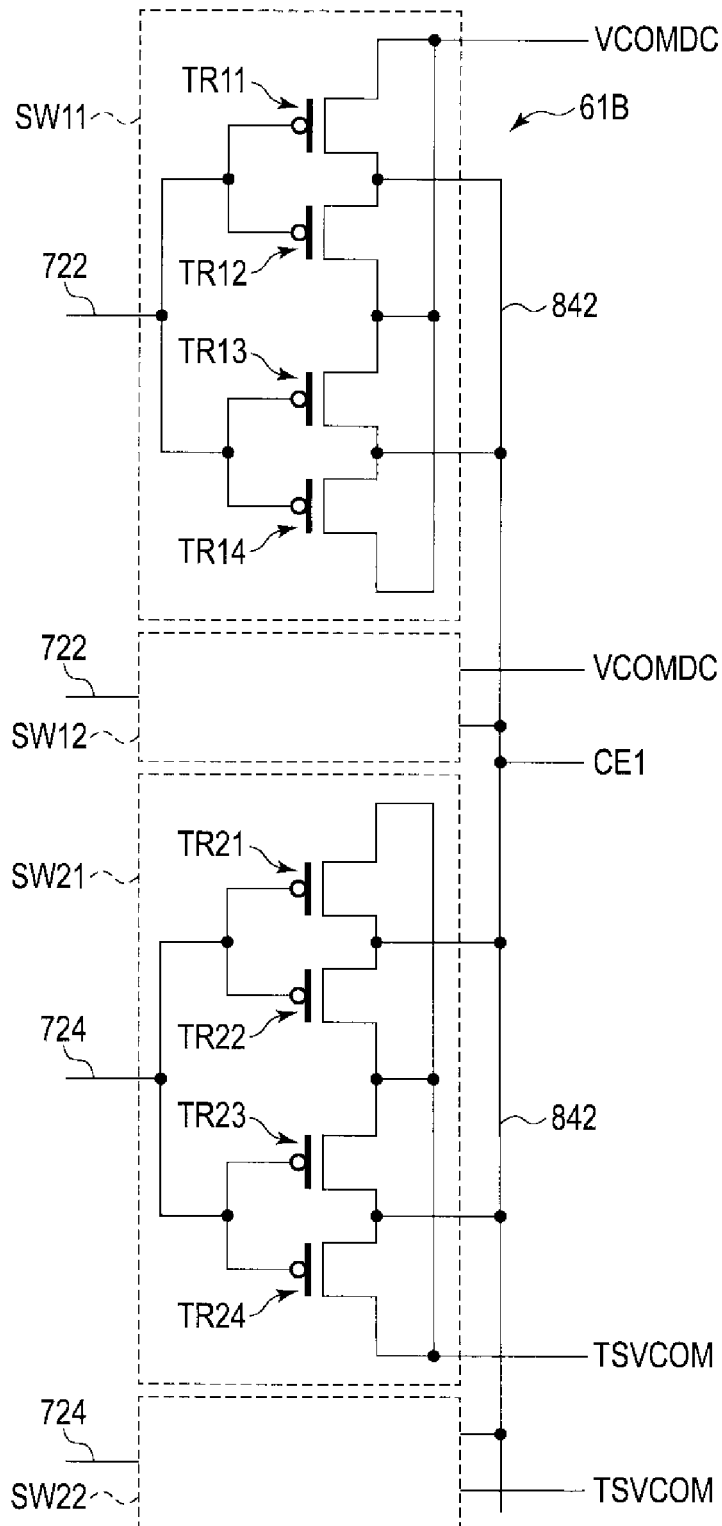 VCOMDC
TR11
61B
SW11
722
TR12
842
TR13
TR14
722
VCOMDC
SW12
CE1
TR21
SW21
TR22
724
TR23
842
TR24
TSVCOM
724
SW22
TSVCOM